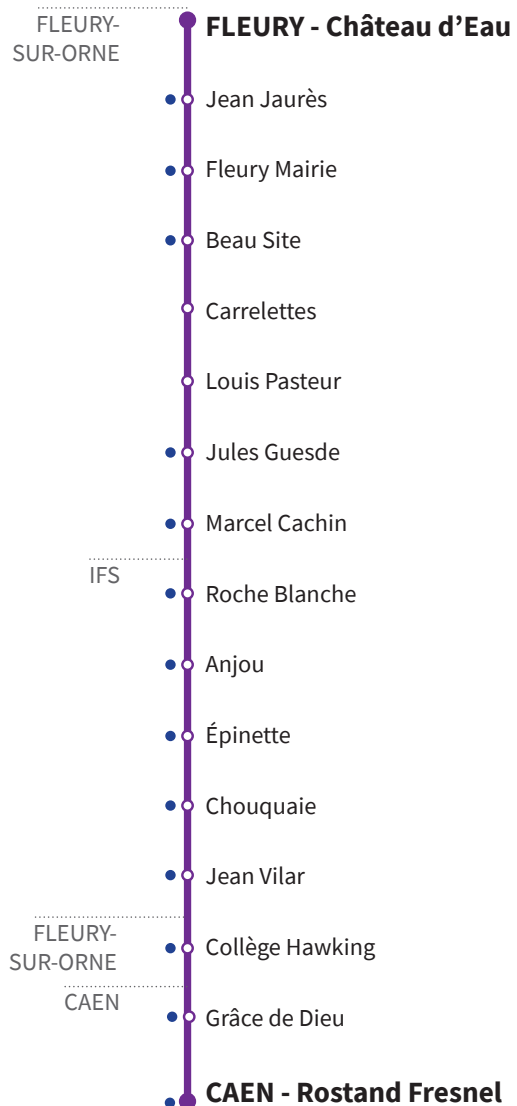 FLEURY-
SUR-ORNE
FLEURY - Château d’Eau
Jean Jaurès
Fleury Mairie
Beau Site
Carrelettes
Louis Pasteur
Jules Guesde
Marcel Cachin
IFS
Roche Blanche
Anjou
Épinette
Chouquaie
Jean Vilar
FLEURY-
SUR-ORNE
Collège Hawking
CAEN
Grâce de Dieu
CAEN - Rostand Fresnel